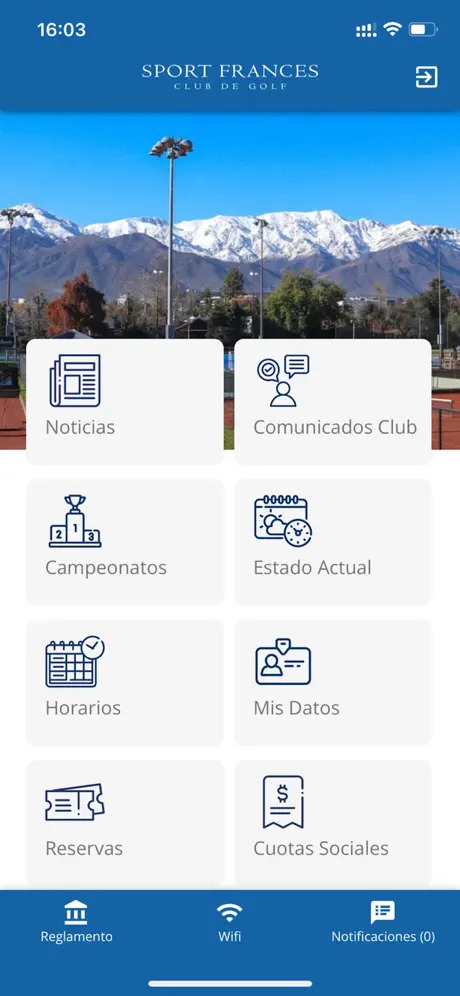 16:03
SPORT FRANCES
CLUB DE GOLF
Noticias
Comunicados Club
1
2
3
Campeonatos
Estado Actual
Horarios
Mis Datos
$
Reservas
Cuotas Sociales
Reglamento
Wifi
Notificaciones (0)